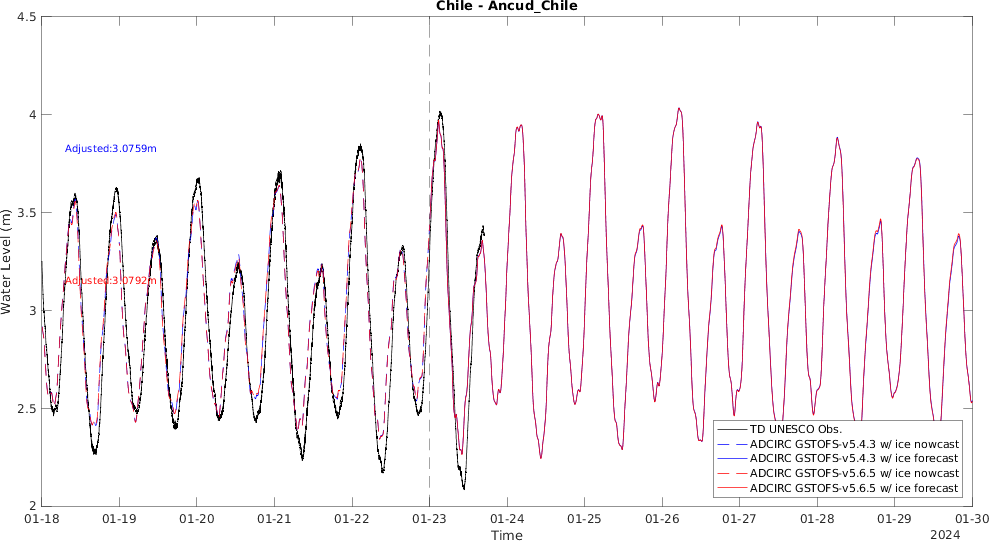 Chile - Ancud_Chile
4.5
4
3.5
3
2.5
2
Water Level (m)
Adjusted:3.0759m
Adjusted:3.0792m
TD UNESCO Obs.
ADCIRC GSTOFS-v5.4.3 w/ ice nowcast
ADCIRC GSTOFS-v5.4.3 w/ ice forecast
ADCIRC GSTOFS-v5.6.5 w/ ice nowcast
ADCIRC GSTOFS-v5.6.5 w/ ice forecast
01-18 01-19 01-20 01-21 01-22 01-23 01-24 01-25 01-26 01-27 01-28 01-29 01-30
Time
2024